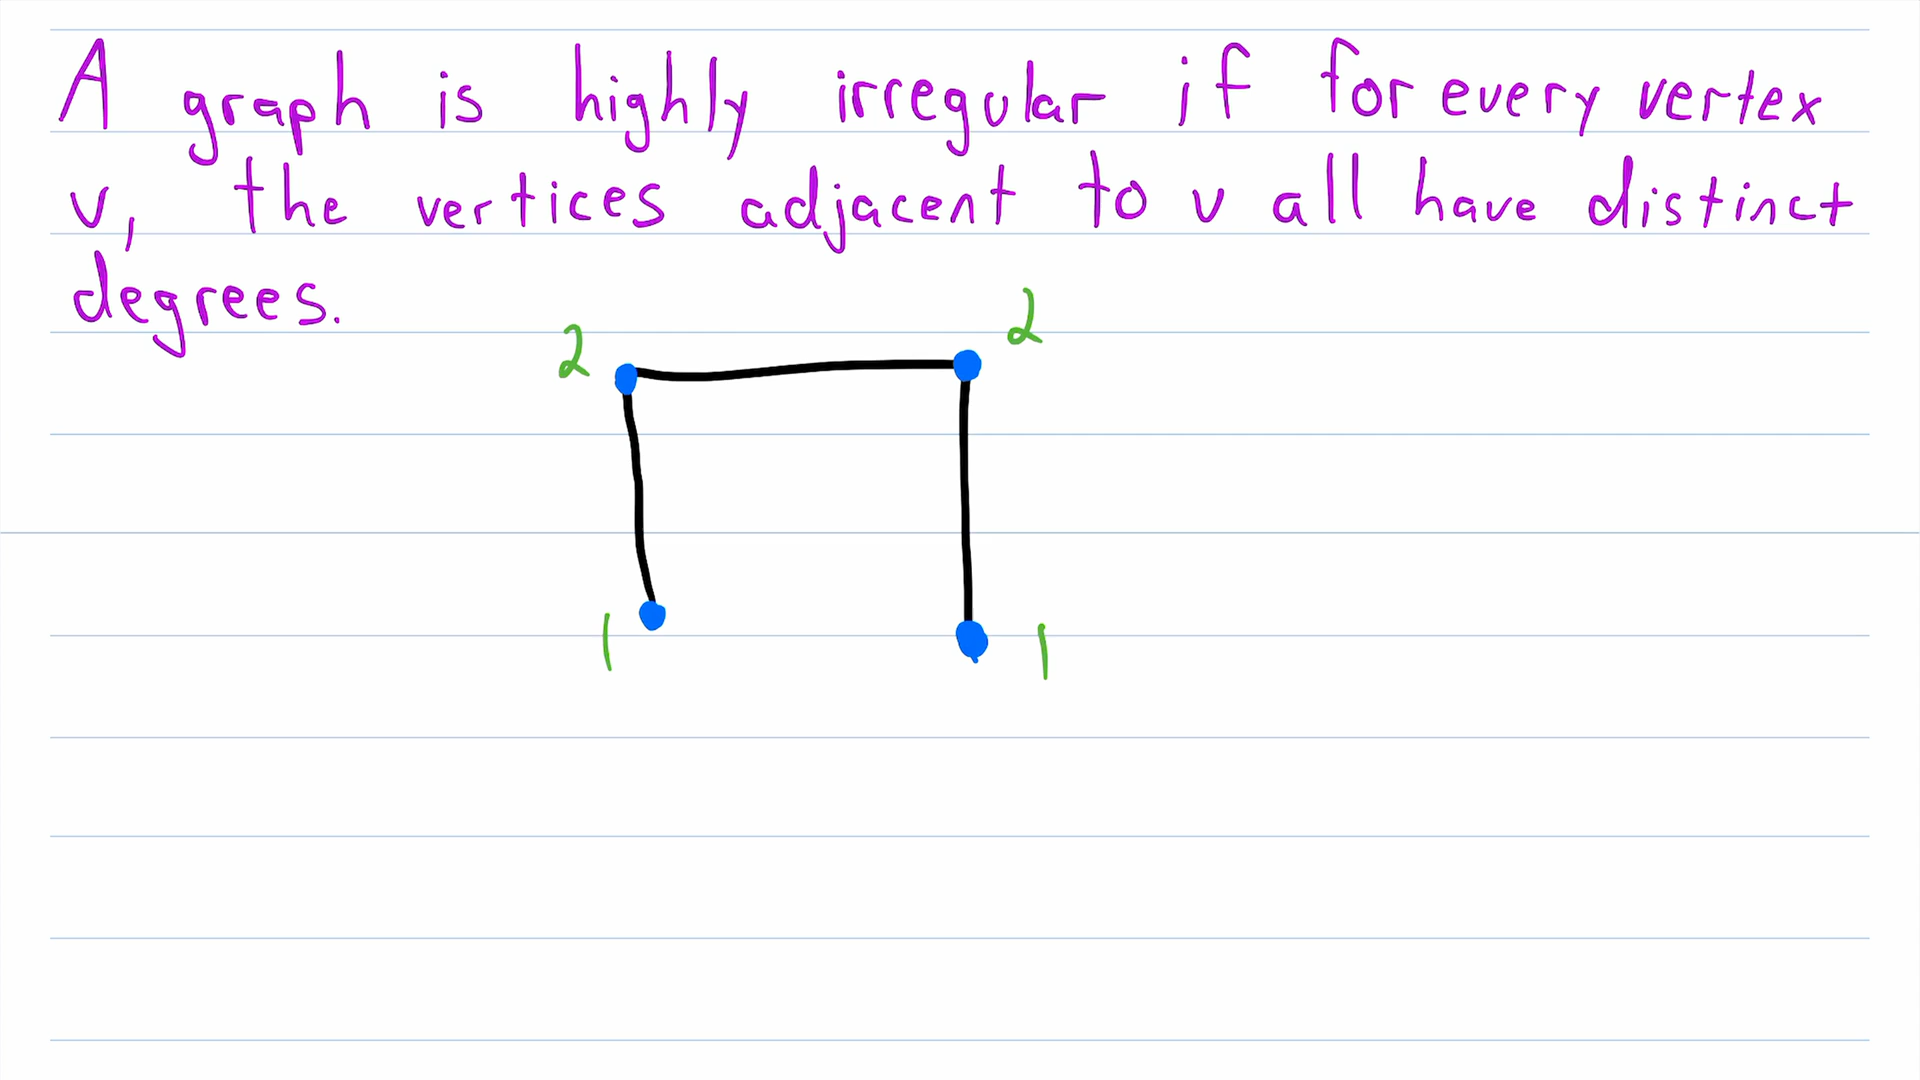 A graph is highly irregular if for every vertex
v, the vertices adjacent to v all have distinct
degrees.
2 2
1 1